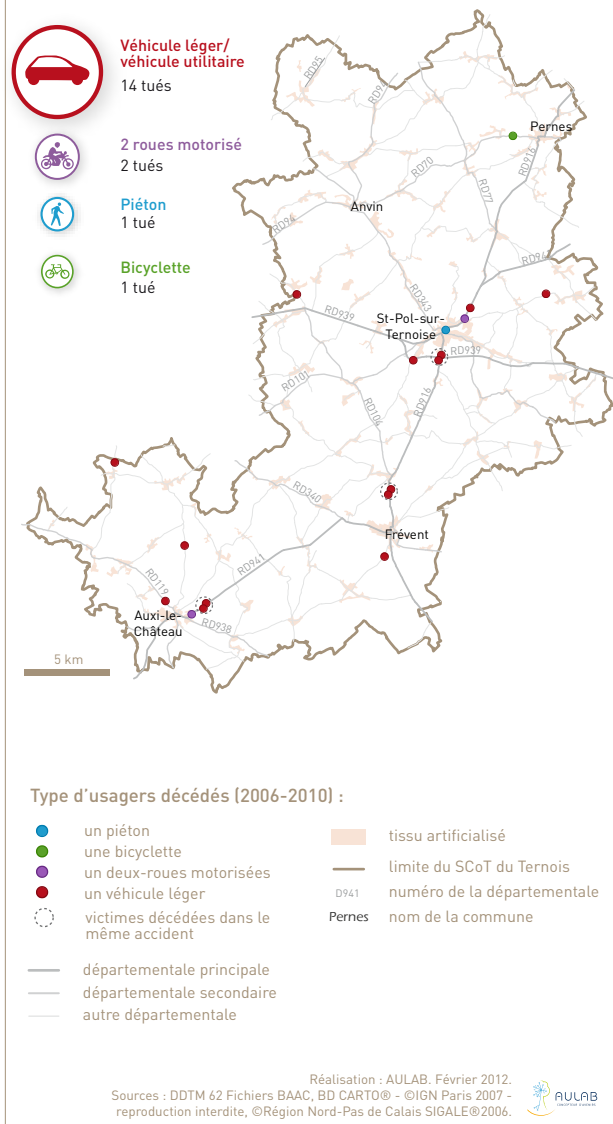 Véhicule léger/
véhicule utilitaire
14 tués
2 roues motorisé
2 tués
Piéton
1 tué
Bicyclette
1 tué
RD95
Pernes
RD916
RD70
RD77
Anvin
RD94
RD343
RD939
St-Pol-sur-
Ternoise
RD939
RD101
RD104
RD916
RD340
Frévent
RD941
RD119
Auxi-le-
Château
RD938
5 km
Type d'usagers décédés (2006-2010) :
un piéton
une bicyclette
un deux-roues motorisées
un véhicule léger
victimes décédées dans le
même accident
départementale principale
départementale secondaire
autre départementale
tissu artificialisé
limite du SCoT du Ternois
D941 numéro de la départementale
Pernes nom de la commune
Réalisation : AULAB. Février 2012.
Sources : DDTM 62 Fichiers BAAC, BD CARTO® - ©IGN Paris 2007 -
reproduction interdite, ©Région Nord-Pas de Calais SIGALE®2006.
AULAB